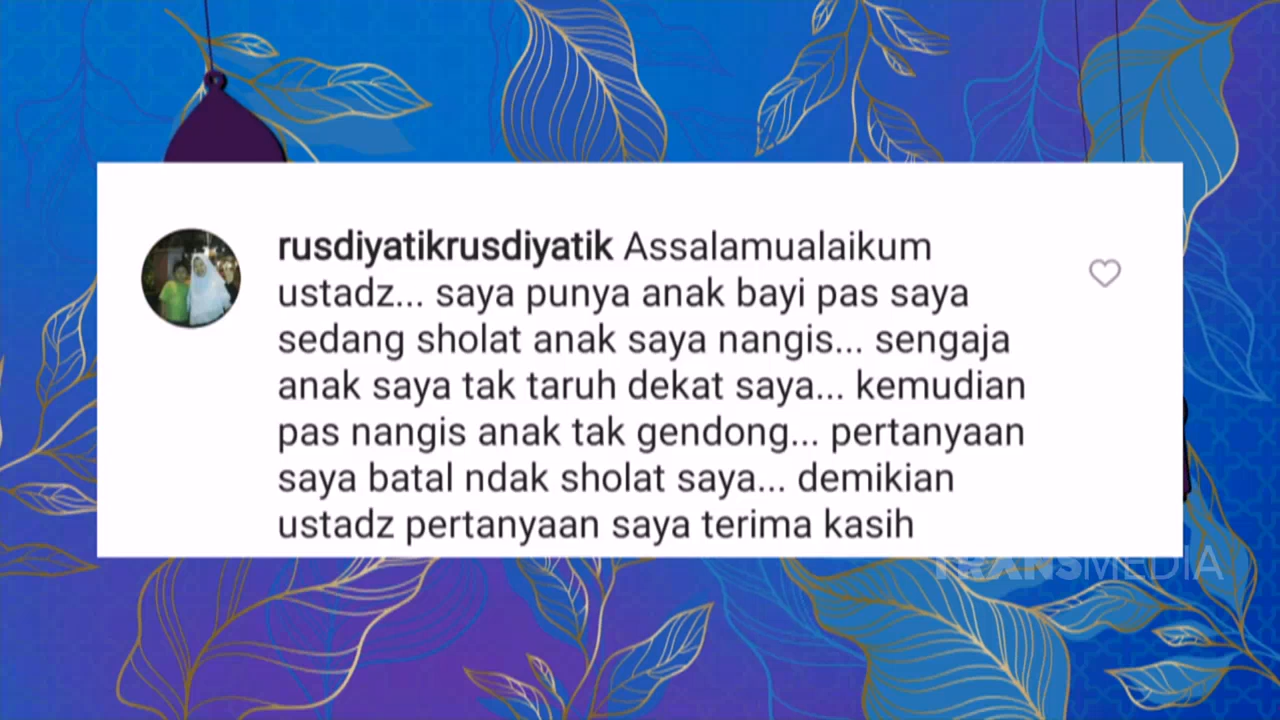 rusdiyatikrusdiyatik Assalamualaikum
ustadz... saya punya anak bayi pas saya
sedang sholat anak saya nangis... sengaja
anak saya tak taruh dekat saya... kemudian
pas nangis anak tak gendong... pertanyaan
saya batal ndak sholat saya... demikian
ustadz pertanyaan saya terima kasih
TRANSMEDIA